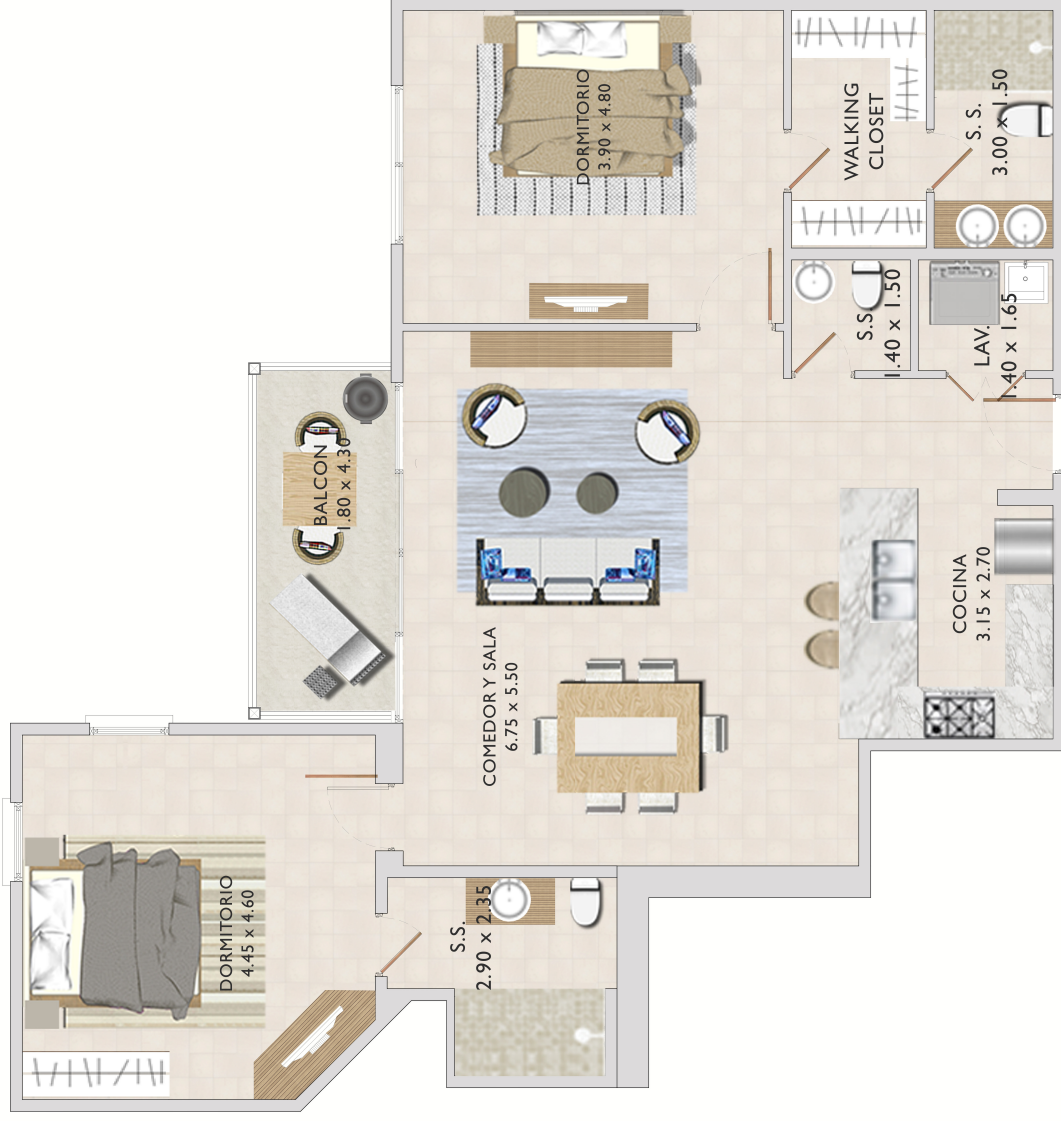 DORMITORIO
3.90 x 4.80
WALKING
CLOSET
S. S.
3.00 x 1.50
S.S.
1.40 x 1.50
LAV.
1.40 x 1.65
BALCON
1.80 x 4.30
COMEDOR Y SALA
6.75 x 5.50
COCINA
3.15 x 2.70
DORMITORIO
4.45 x 4.60
S.S.
2.90 x 2.35